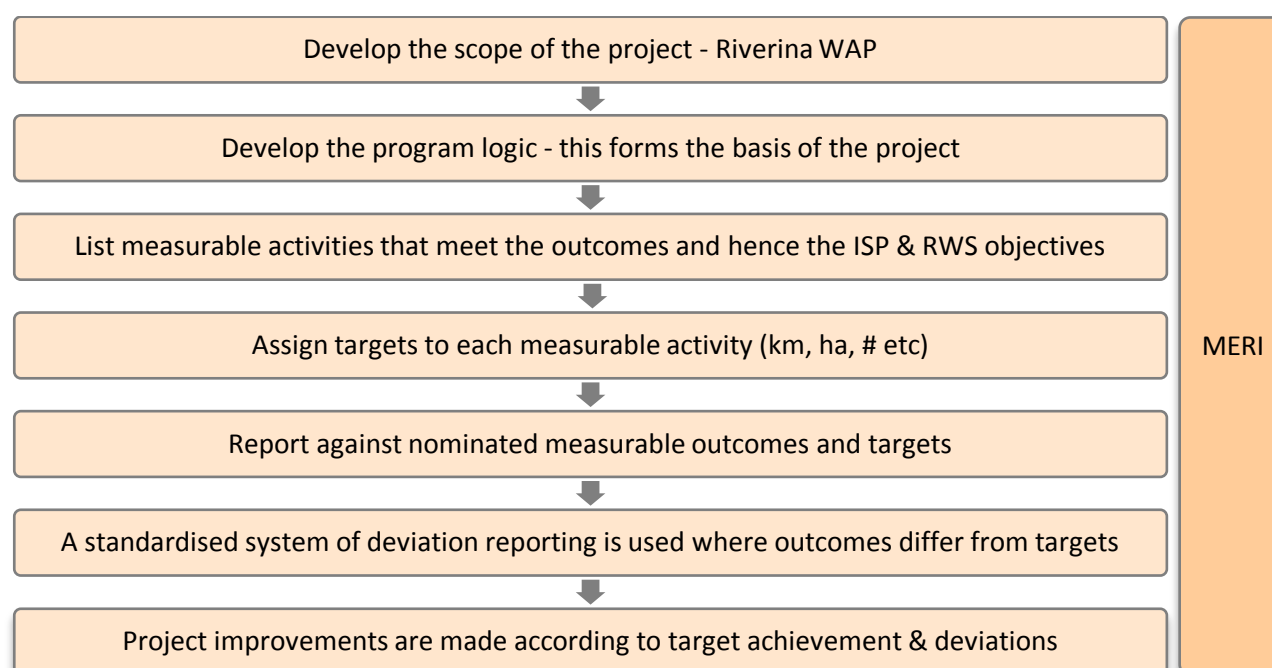 Develop the scope of the project - Riverina WAP
Develop the program logic - this forms the basis of the project
List measurable activities that meet the outcomes and hence the ISP & RWS objectives
Assign targets to each measurable activity (km, ha, # etc)
Report against nominated measurable outcomes and targets
A standardised system of deviation reporting is used where outcomes differ from targets
Project improvements are made according to target achievement & deviations
MERI